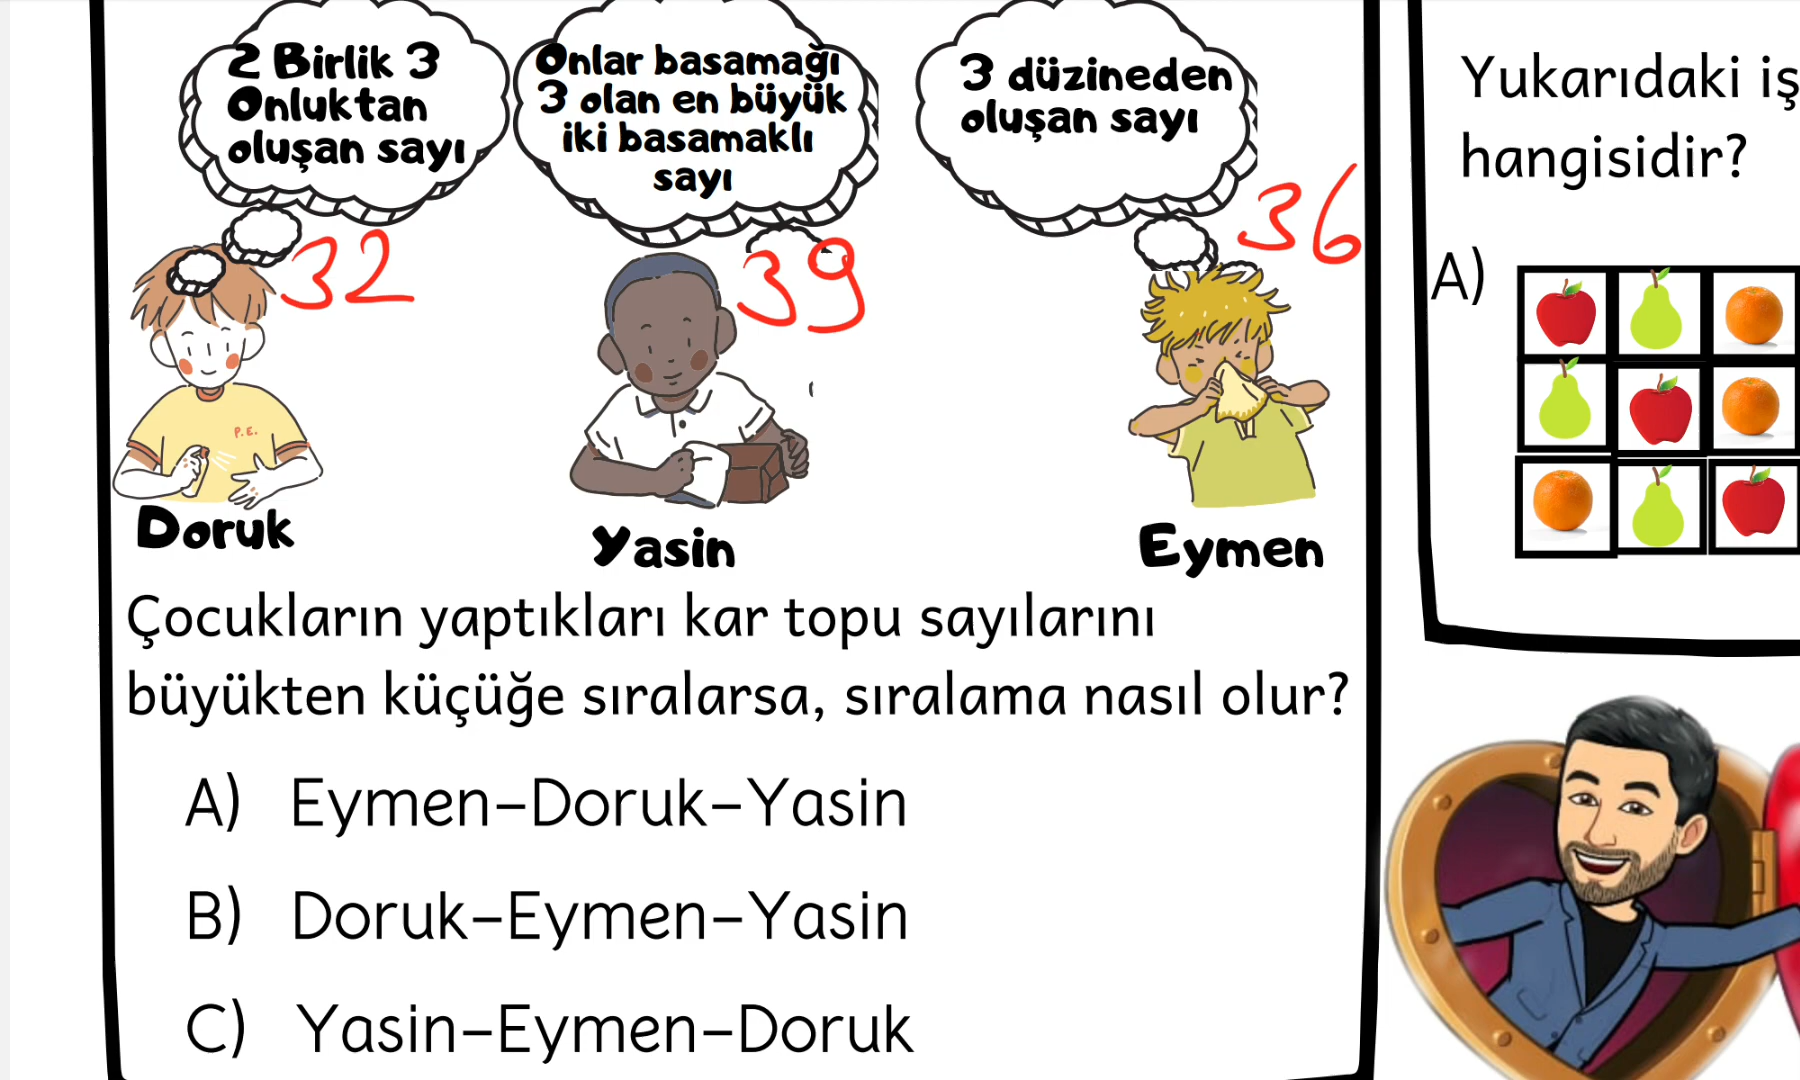 2 Birlik 3
Onluktan
oluşan sayı
Onlar basamağı
3 olan en büyük
iki basamaklı
sayı
3 düzineden
oluşan sayı
32
39
36
P.E.
Doruk
Yasin
Eymen
Çocukların yaptıkları kar topu sayılarını
büyükten küçüğe sıralarsa, sıralama nasıl olur?
A) Eymen-Doruk-Yasin
B) Doruk-Eymen-Yasin
C) Yasin-Eymen-Doruk
Yukarıdaki iş
hangisidir?
A)